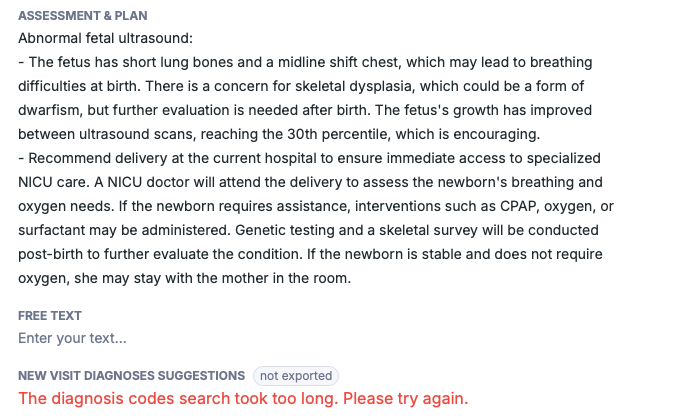 ASSESSMENT & PLAN
Abnormal fetal ultrasound:
- The fetus has short lung bones and a midline shift chest, which may lead to breathing
difficulties at birth. There is a concern for skeletal dysplasia, which could be a form of
dwarfism, but further evaluation is needed after birth. The fetus's growth has improved
between ultrasound scans, reaching the 30th percentile, which is encouraging.
- Recommend delivery at the current hospital to ensure immediate access to specialized
NICU care. A NICU doctor will attend the delivery to assess the newborn's breathing and
oxygen needs. If the newborn requires assistance, interventions such as CPAP, oxygen, or
surfactant may be administered. Genetic testing and a skeletal survey will be conducted
post-birth to further evaluate the condition. If the newborn is stable and does not require
oxygen, she may stay with the mother in the room.
FREE TEXT
Enter your text...
NEW VISIT DIAGNOSES SUGGESTIONS not exported
The diagnosis codes search took too long. Please try again.